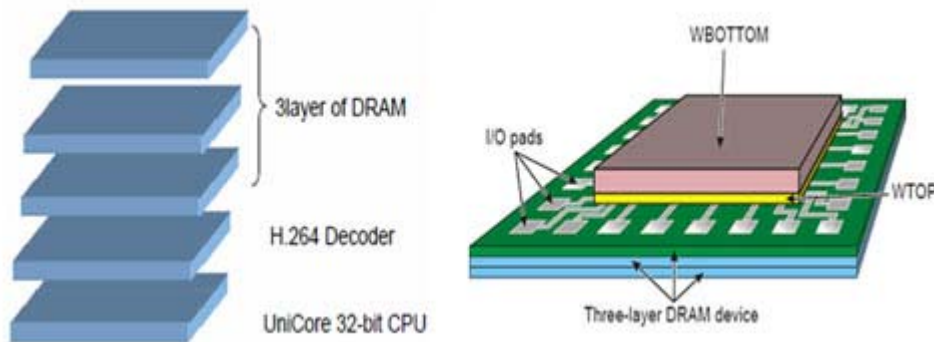 3layer of DRAM
H.264 Decoder
UniCore 32-bit CPU
WBOTTOM
I/O pads
WTOP
Three-layer DRAM device